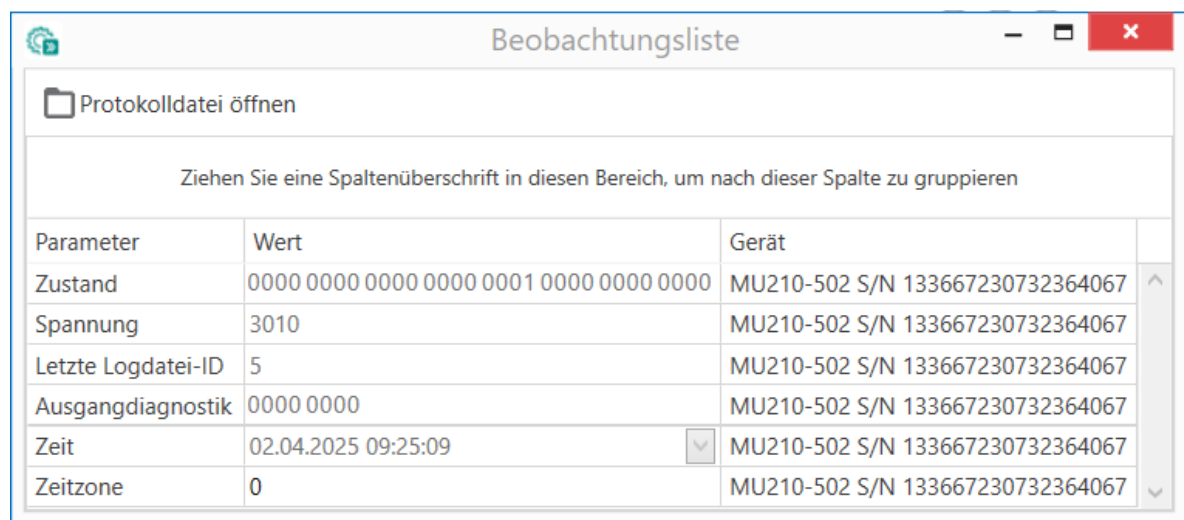 Beobachtungsliste
Protokolldatei öffnen
Ziehen Sie eine Spaltenüberschrift in diesen Bereich, um nach dieser Spalte zu gruppieren
Parameter Wert Gerät
Zustand 0000 0000 0000 0000 0001 0000 0000 0000 MU210-502 S/N 133667230732364067
Spannung 3010 MU210-502 S/N 133667230732364067
Letzte Logdatei-ID 5 MU210-502 S/N 133667230732364067
Ausgangdiagnostik 0000 0000 MU210-502 S/N 133667230732364067
Zeit 02.04.2025 09:25:09 MU210-502 S/N 133667230732364067
Zeitzone 0 MU210-502 S/N 133667230732364067